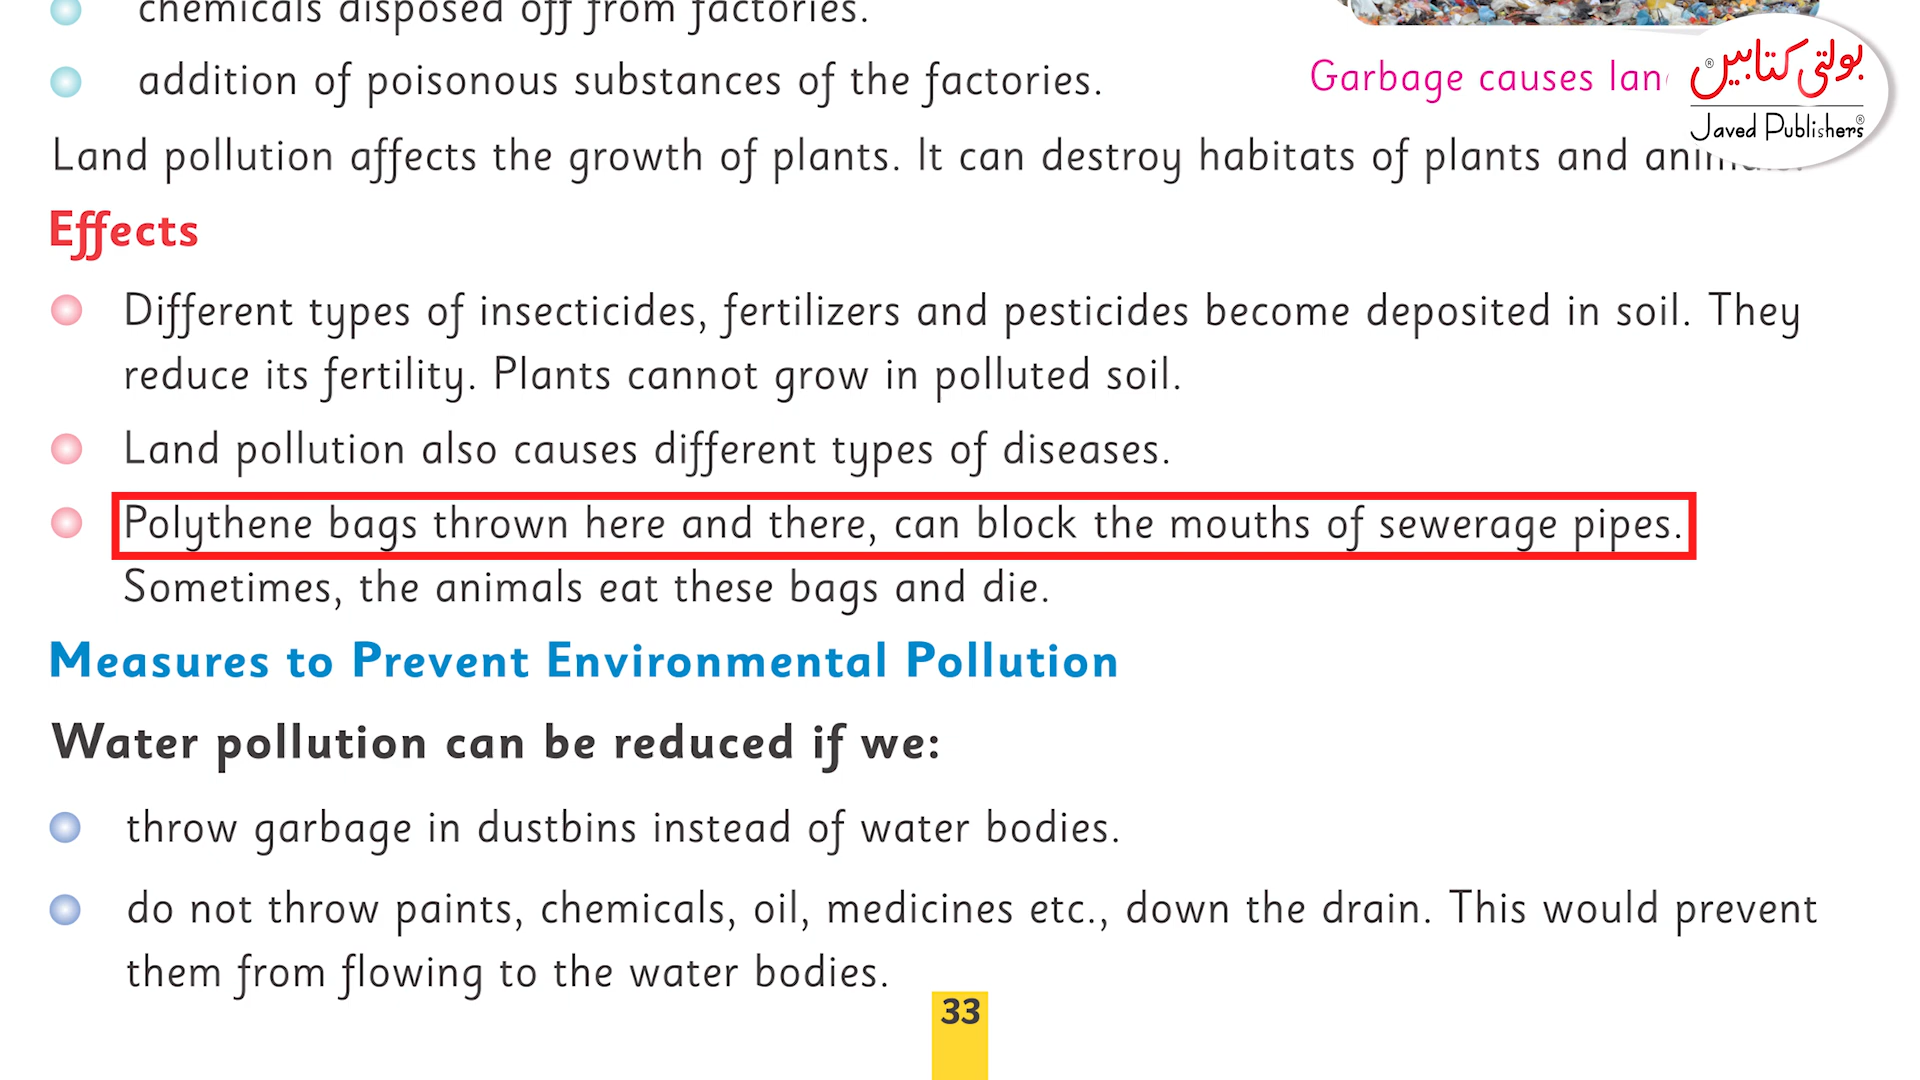 chemicals disposed off from factories.
addition of poisonous substances of the factories.
Garbage causes
بولتی کتابیں®
Javed Publishers®
Land pollution affects the growth of plants. It can destroy habitats of plants and
Effects
Different types of insecticides, fertilizers and pesticides become deposited in soil. They
reduce its fertility. Plants cannot grow in polluted soil.
Land pollution also causes different types of diseases.
Polythene bags thrown here and there, can block the mouths of sewerage pipes.
Sometimes, the animals eat these bags and die.
Measures to Prevent Environmental Pollution
Water pollution can be reduced if we:
throw garbage in dustbins instead of water bodies.
do not throw paints, chemicals, oil, medicines etc., down the drain. This would prevent
them from flowing to the water bodies.
33